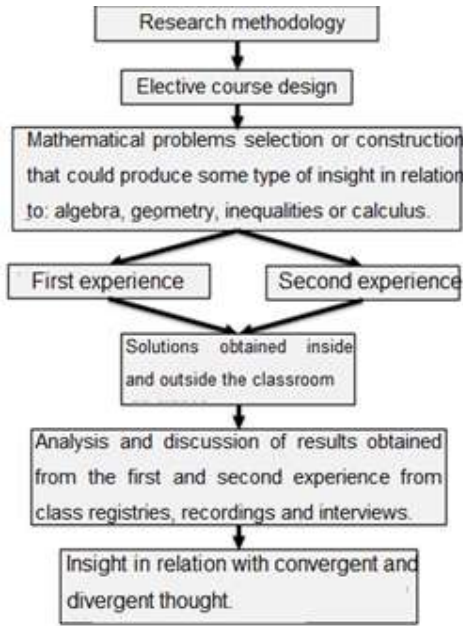 Research methodology
Elective course design
Mathematical problems selection or construction
that could produce some type of insight in relation
to: algebra, geometry, inequalities or calculus.
First experience
Second experience
Solutions obtained inside
and outside the classroom
Analysis and discussion of results obtained
from the first and second experience from
class registries, recordings and interviews.
Insight in relation with convergent and
divergent thought.